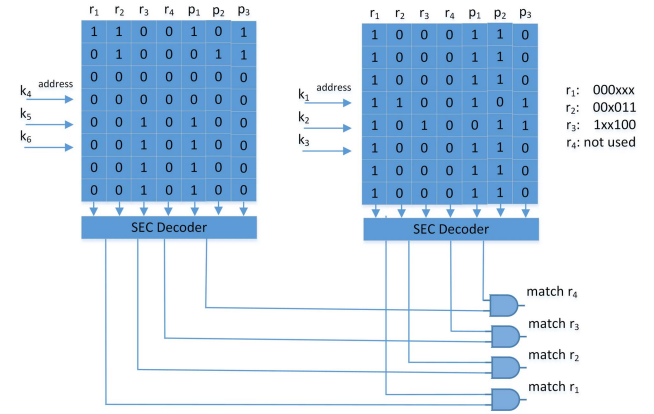 r1 r2 r3 r4 p1 p2 p3
1 1 0 0 1 0 1
0 1 0 0 0 1 1
0 0 0 0 0 0 0
0 0 0 0 0 0 0
0 0 1 0 1 0 1
0 0 1 0 1 0 1
0 0 1 0 1 0 1
0 0 1 0 1 0 1
address
k4
k5
k6
SEC Decoder
r1 r2 r3 r4 p1 p2 p3
1 0 0 0 1 1 0
1 0 0 0 1 1 0
1 0 0 0 1 1 0
1 1 0 0 1 0 1
1 0 1 0 0 1 1
1 0 0 0 1 1 0
1 0 0 0 1 1 0
1 0 0 0 1 1 0
address
k1
k2
k3
SEC Decoder
r1: 000xxx
r2: 00x011
r3: 1xx100
r4: not used
match r4
match r3
match r2
match r1